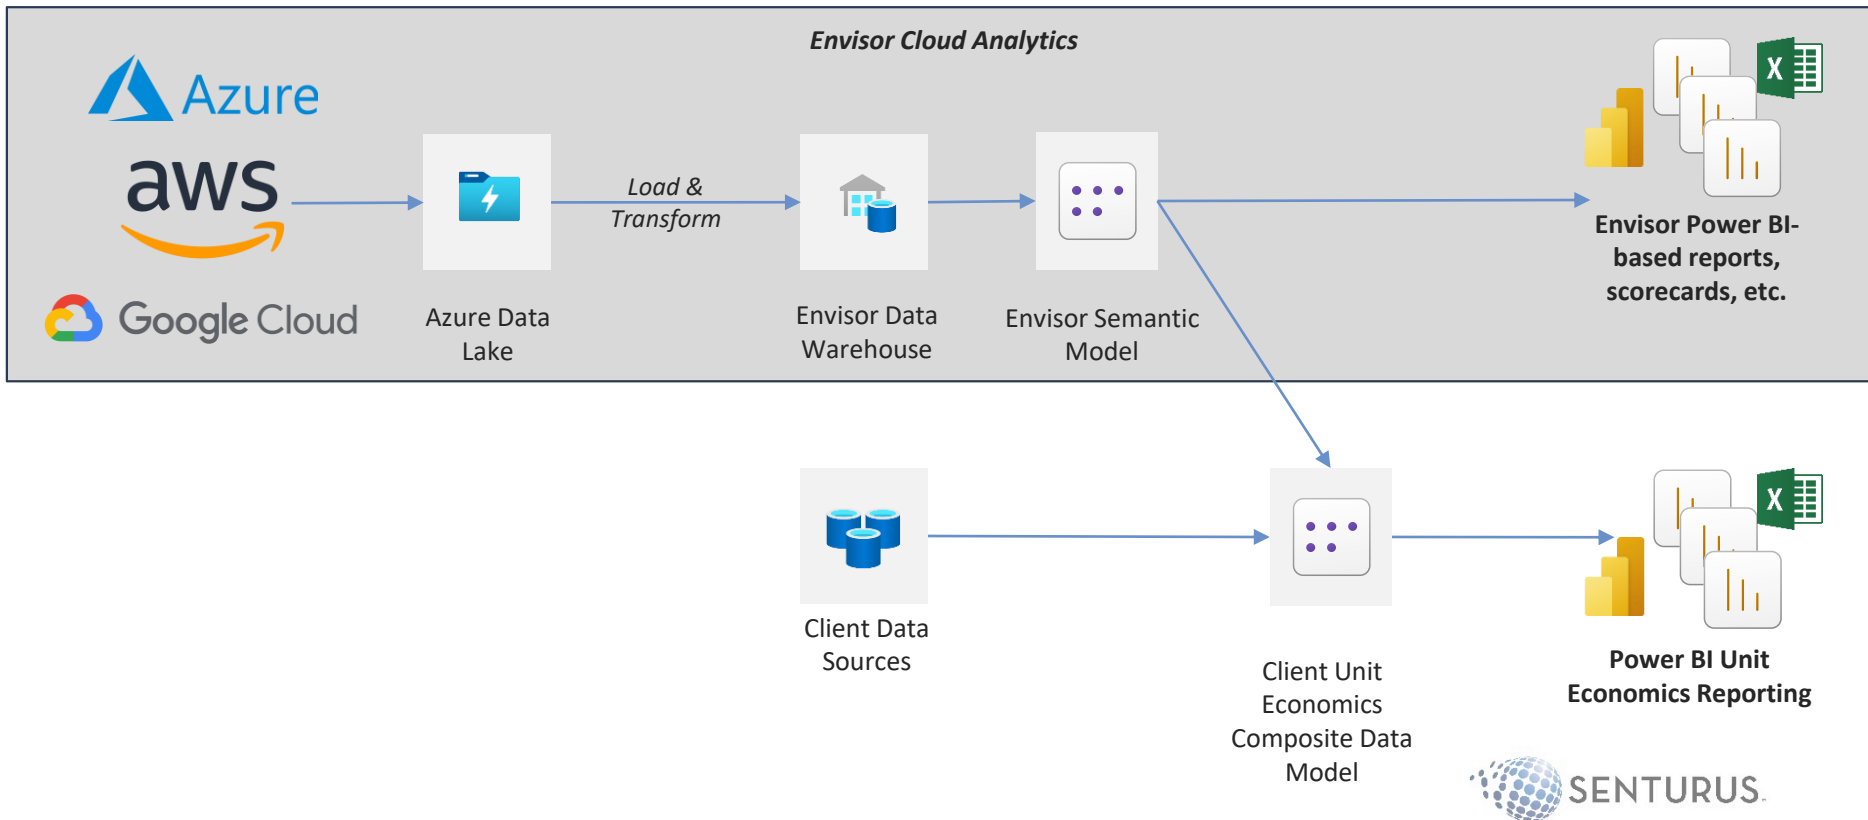 Envisor Cloud Analytics
Azure
aws
Google Cloud
Azure Data
Lake
Load &
Transform
Envisor Data
Warehouse
Envisor Semantic
Model
X
Envisor Power BI-
based reports,
scorecards, etc.
Client Data
Sources
Client Unit
Economics
Composite Data
Model
X
Power BI Unit
Economics Reporting
SENTURUS